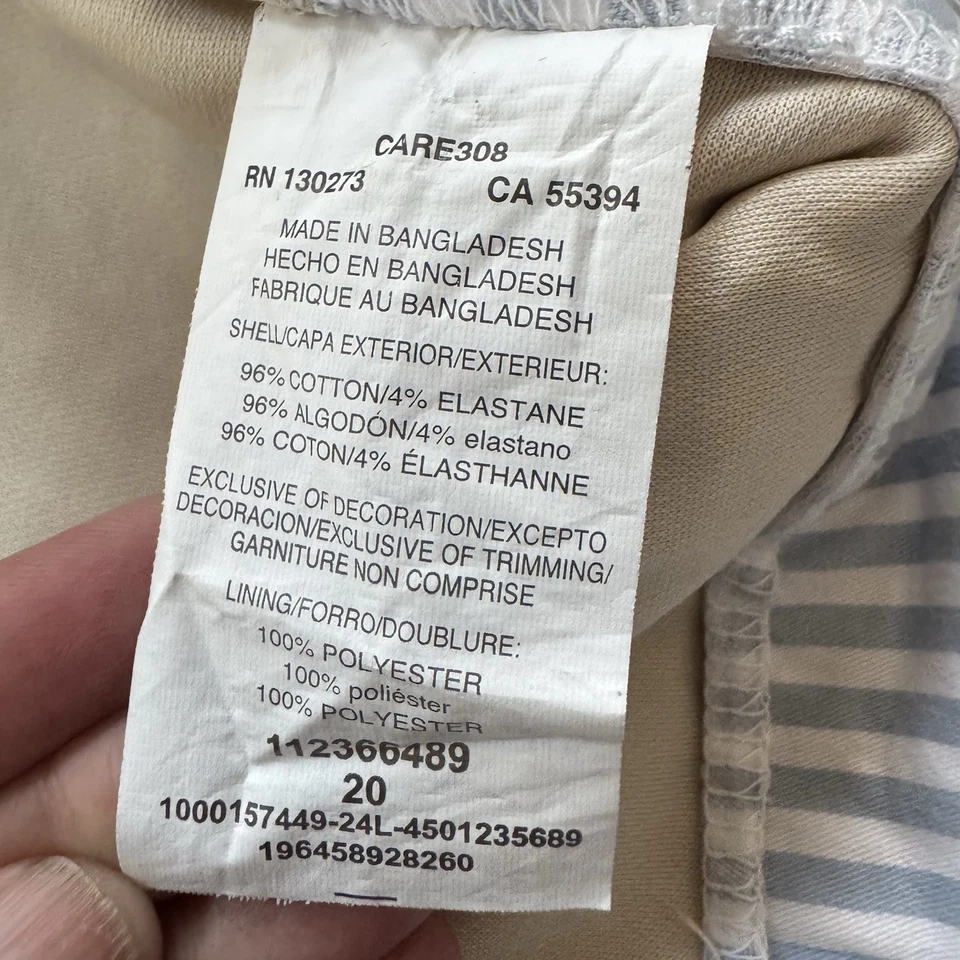 CARE308
RN 130273 CA 55394
MADE IN BANGLADESH
HECHO EN BANGLADESH
FABRIQUE AU BANGLADESH
SHELL/CAPA EXTERIOR/EXTERIEUR:
96% COTTON/4% ELASTANE
96% ALGODÓN/4% elastano
96% COTON/4% ÉLASTHANNE
EXCLUSIVE OF DECORATION/EXCEPTO
DECORACION/EXCLUSIVE OF TRIMMING/
GARNITURE NON COMPRISE
LINING/FORRO/DOUBLURE:
100% POLYESTER
100% poliéster
100% POLYESTER
112366489
20
1000157449-24L-4501235689
196458928260